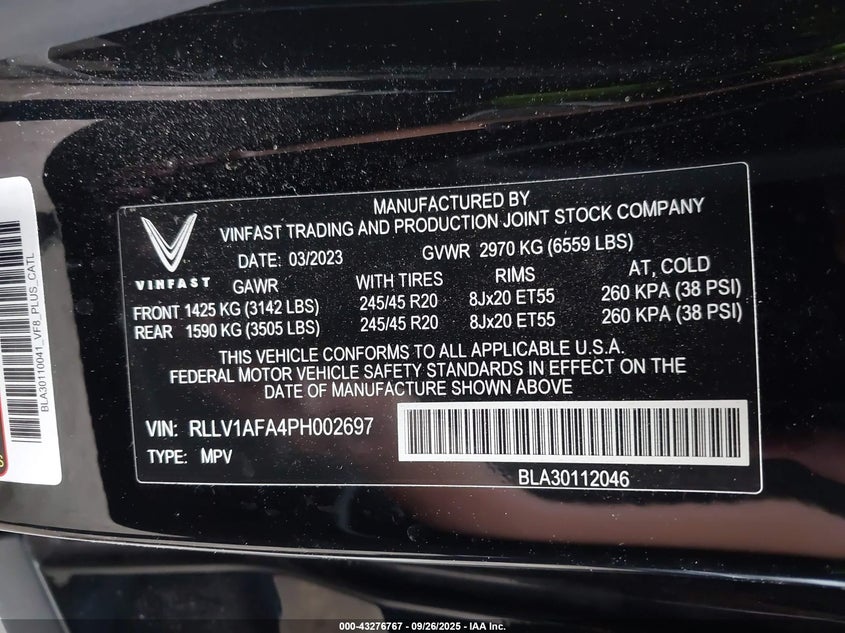 MANUFACTURED BY
VINFAST TRADING AND PRODUCTION JOINT STOCK COMPANY
DATE: 03/2023 GVWR 2970 KG (6559 LBS)
VINFAST
GAWR WITH TIRES RIMS AT, COLD
FRONT 1425 KG (3142 LBS) 245/45 R20 8Jx20 ET55 260 KPA (38 PSI)
REAR 1590 KG (3505 LBS) 245/45 R20 8Jx20 ET55 260 KPA (38 PSI)
THIS VEHICLE CONFORMS TO ALL APPLICABLE U.S.A.
FEDERAL MOTOR VEHICLE SAFETY STANDARDS IN EFFECT ON THE
DATE OF MANUFACTURE SHOWN ABOVE
VIN: RLLV1AFA4PH002697
TYPE: MPV
BLA30112046
BLA30110041_VF8_PLUS_CATL
000-43276767 - 09/26/2025 - IAA Inc.